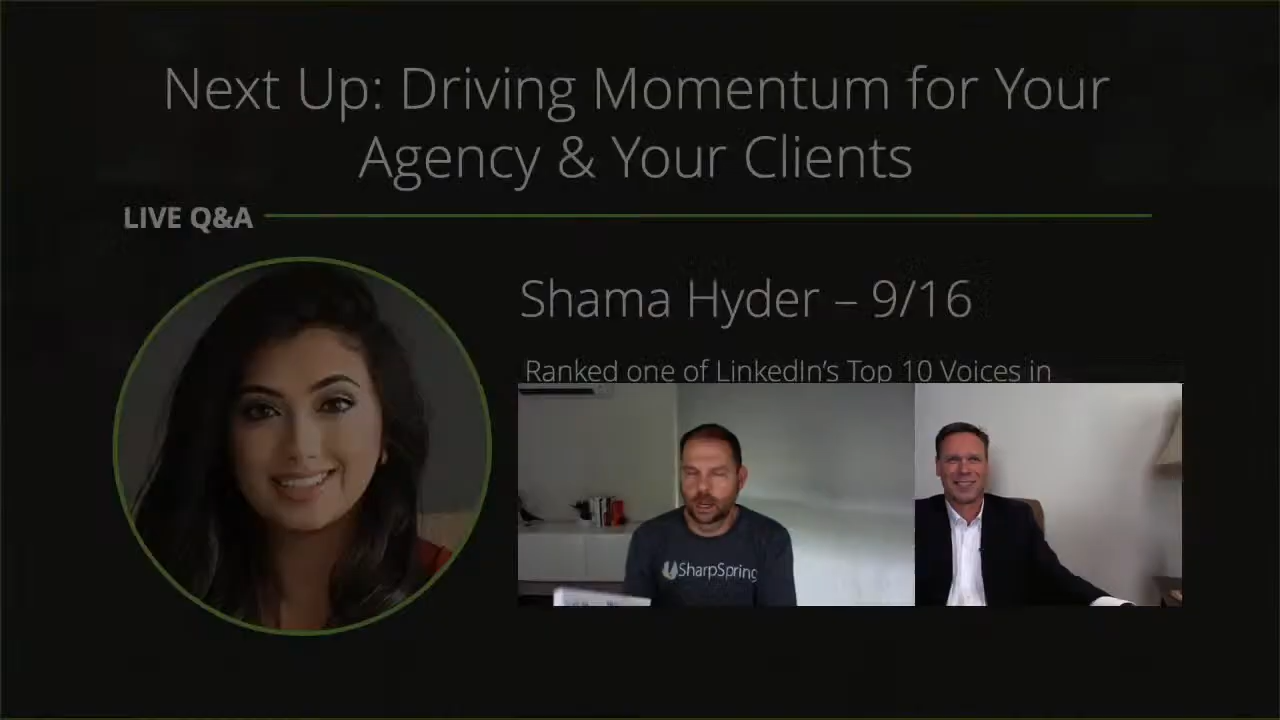 Next Up: Driving Momentum for Your
Agency & Your Clients
LIVE Q&A
Shama Hyder – 9/16
Ranked one of LinkedIn's Top 10 Voices in
SharpSpring